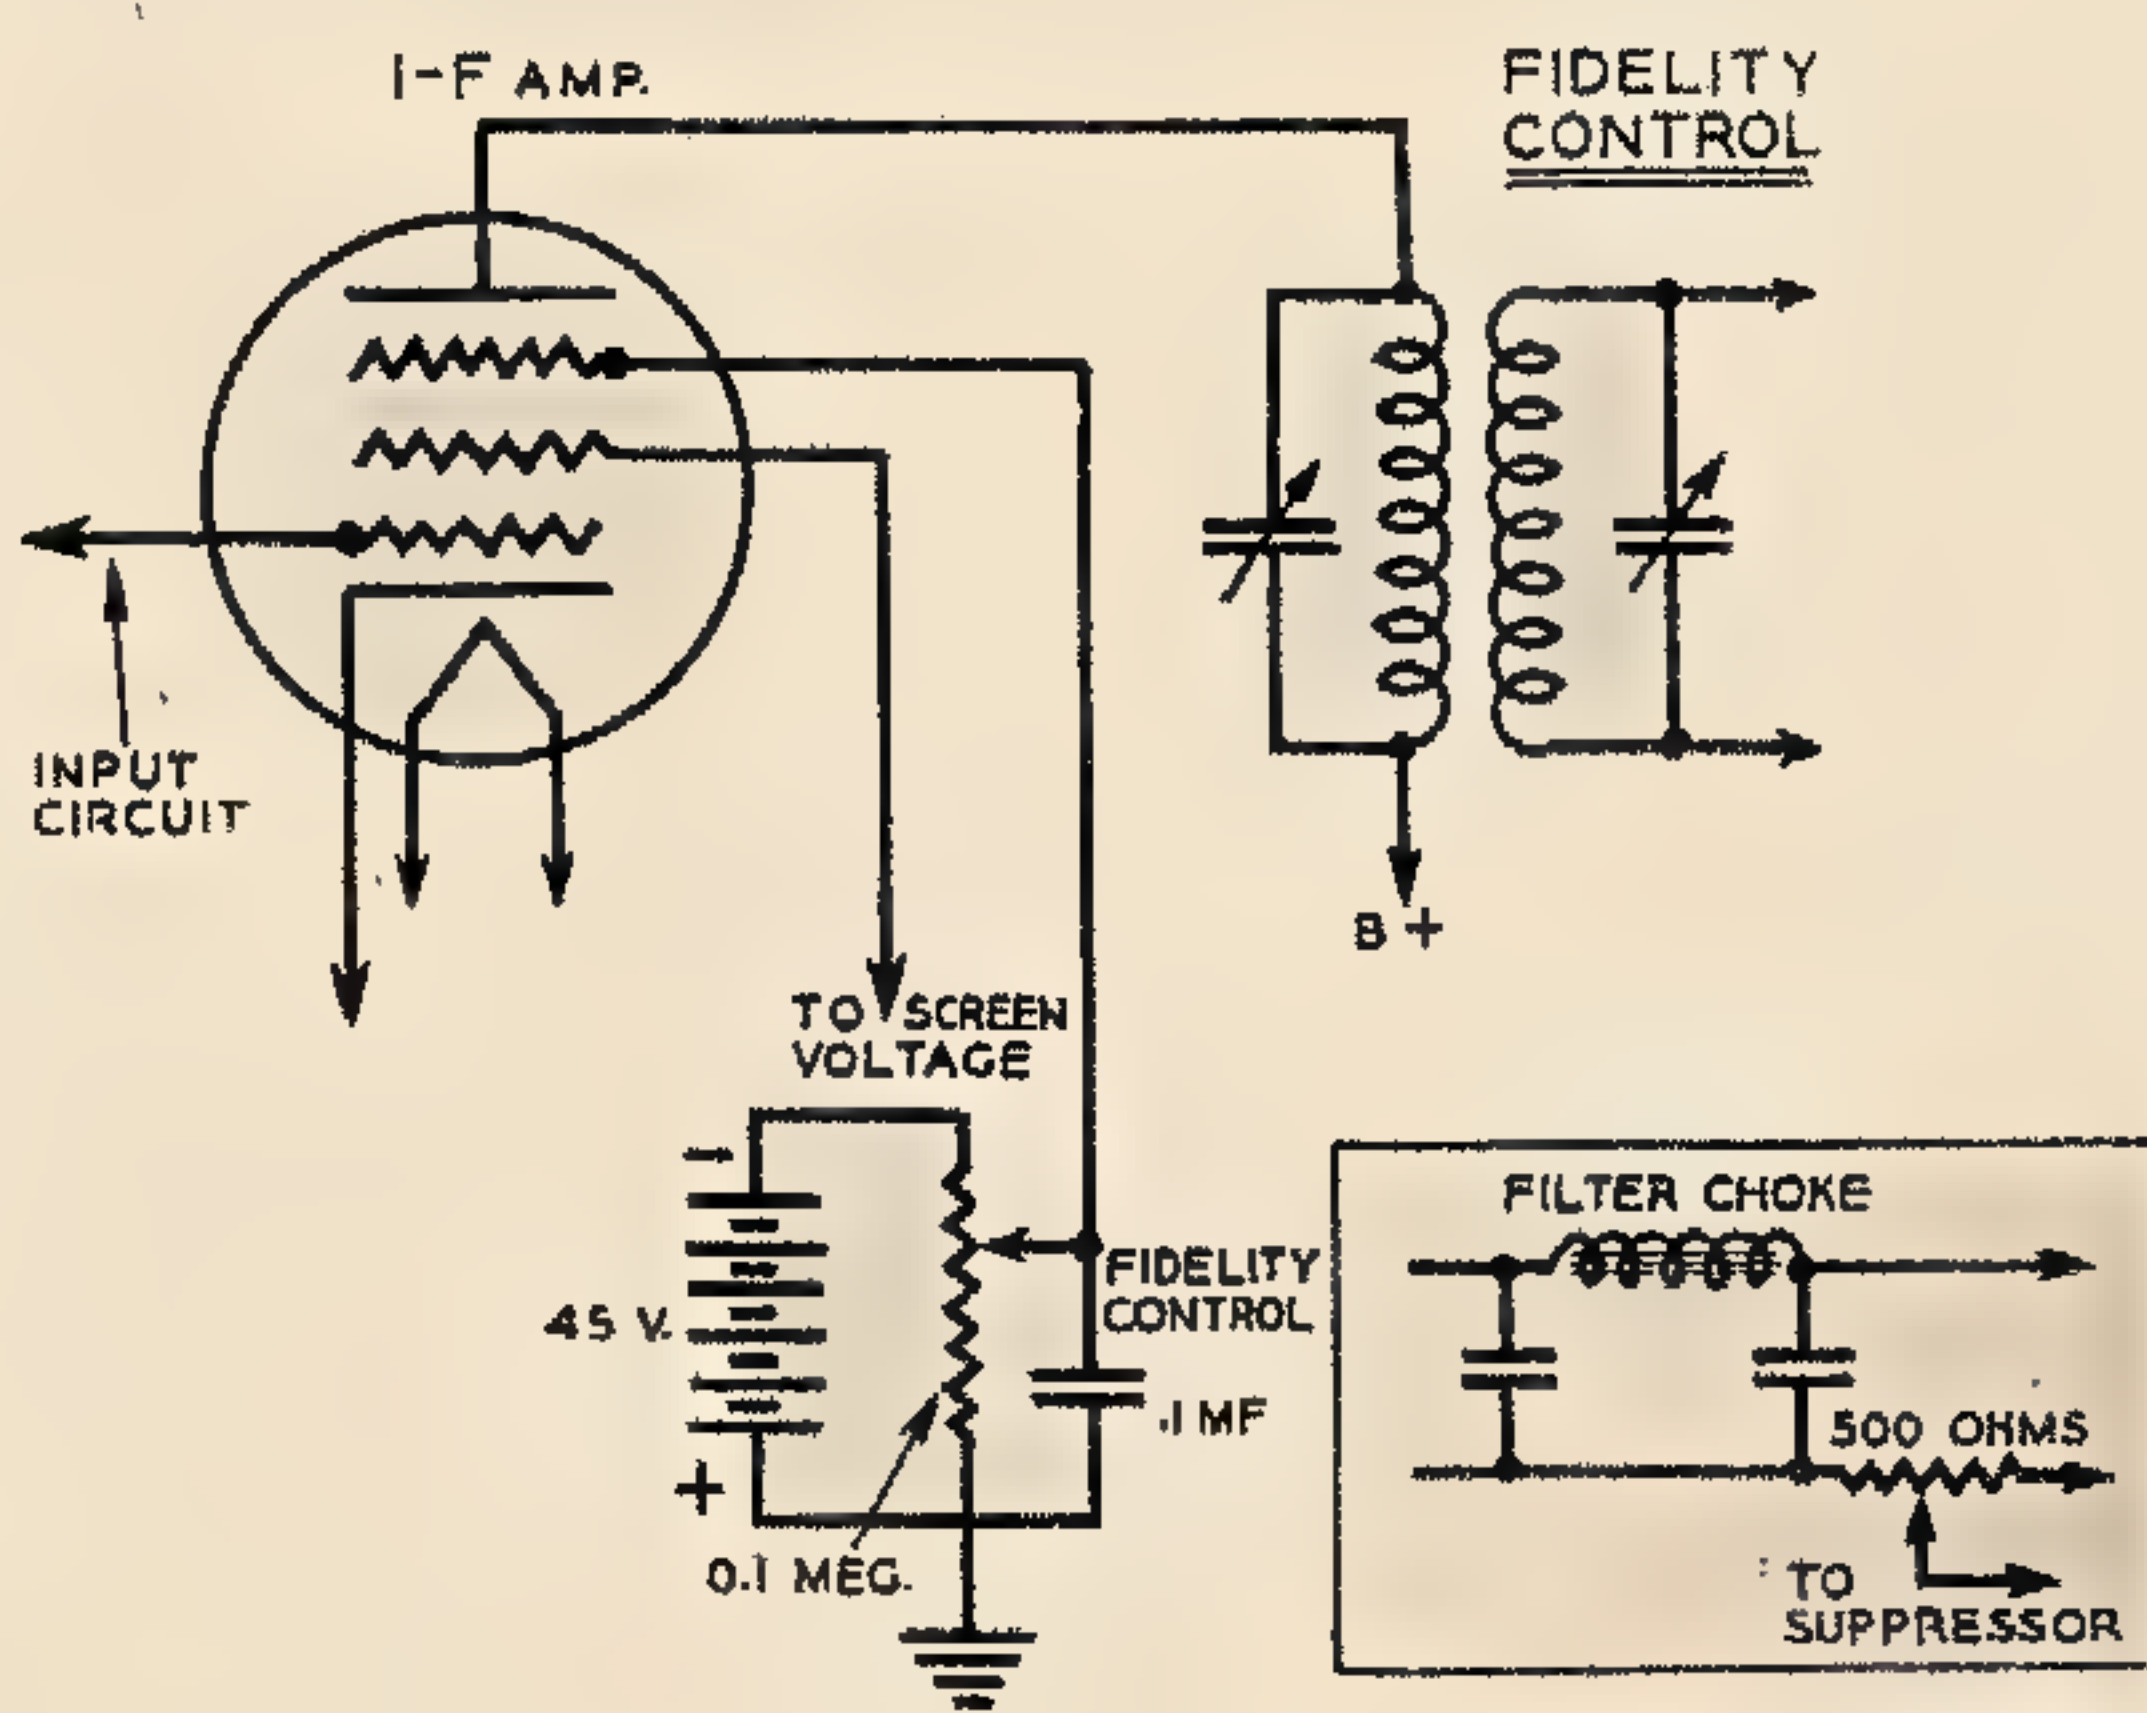 I-F AMP.
FIDELITY
CONTROL
INPUT
CIRCUIT
B +
TO SCREEN
VOLTAGE
-
45 V.
+
FIDELITY
CONTROL
.1 MF
0.1 MEG.
FILTER CHOKE
500 OHMS
TO
SUPPRESSOR